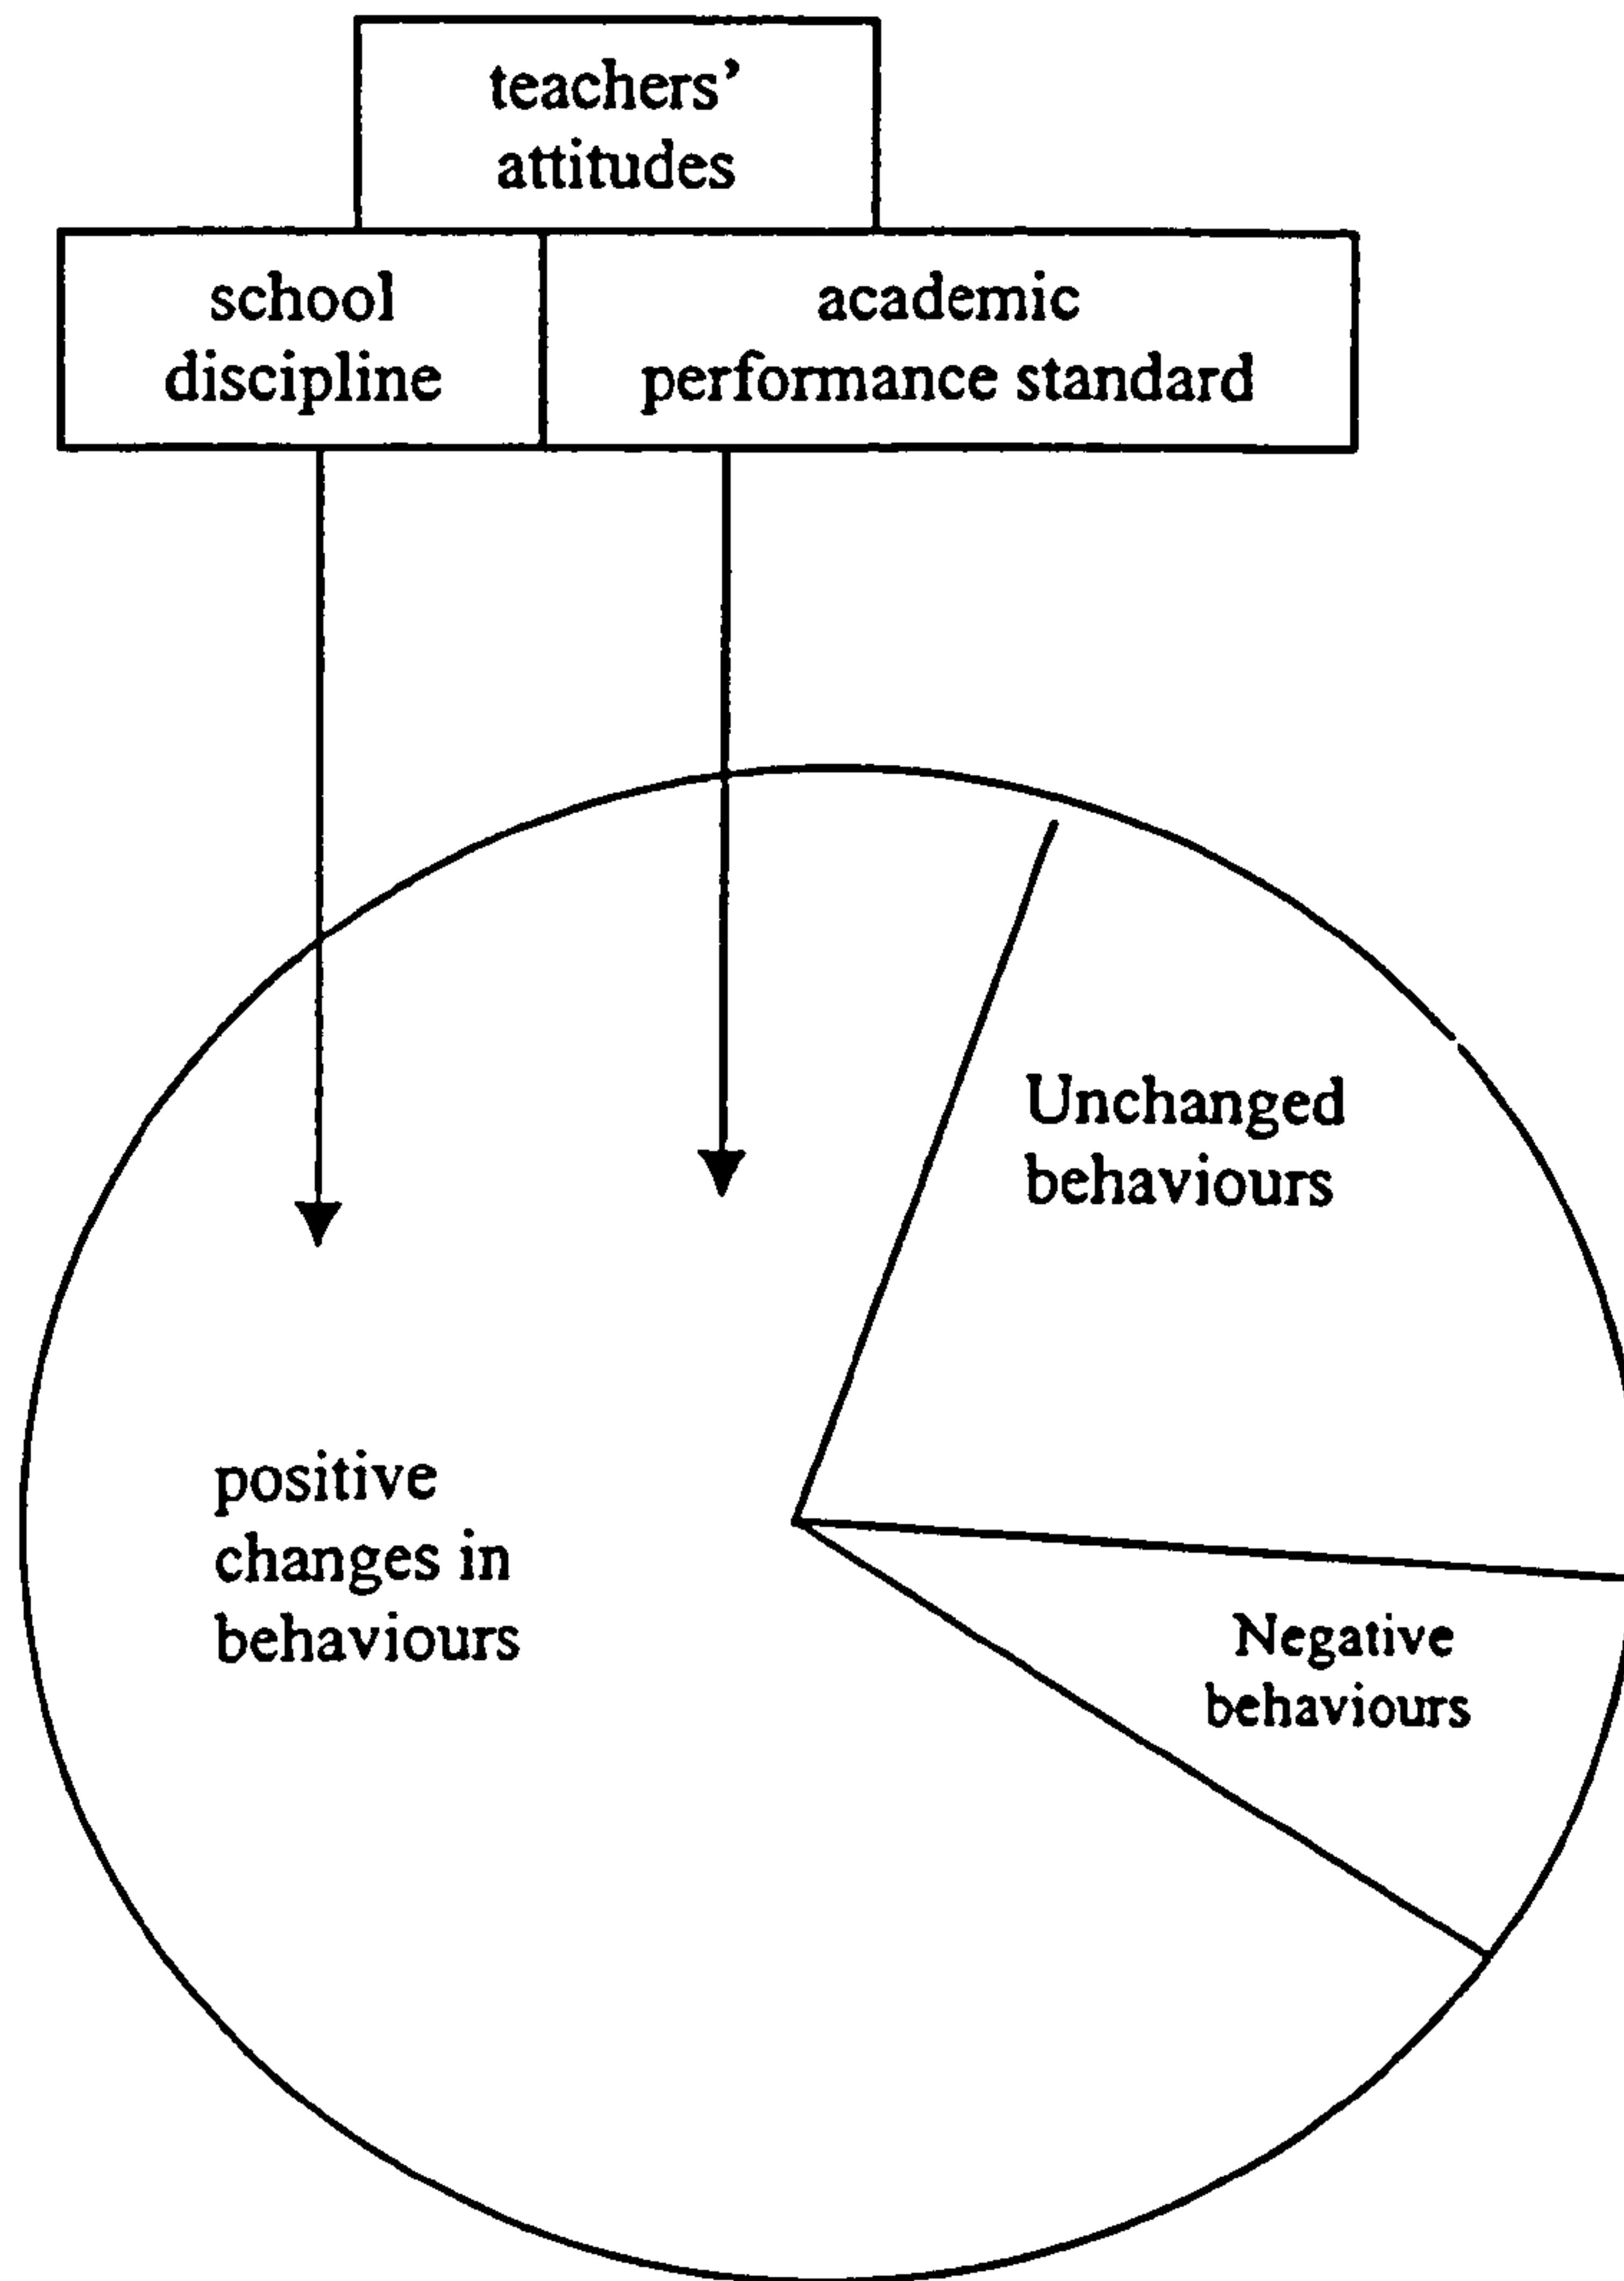 teachers’
attitudes
school
discipline
academic
performance standard
Unchanged
behaviours
positive
changes in
behaviours
Negative
behaviours